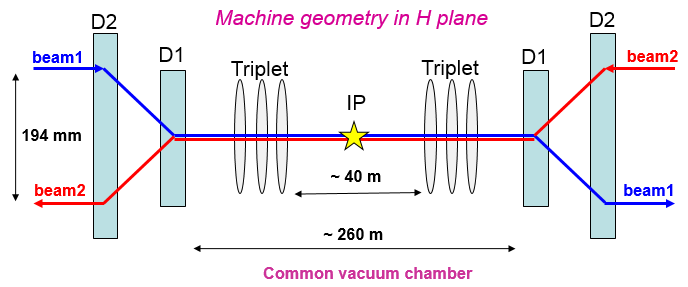 Machine geometry in H plane
D2
D2
D1
D1
beam1
beam2
Triplet
Triplet
IP
194 mm
beam2
beam1
~ 40 m
~ 260 m
Common vacuum chamber